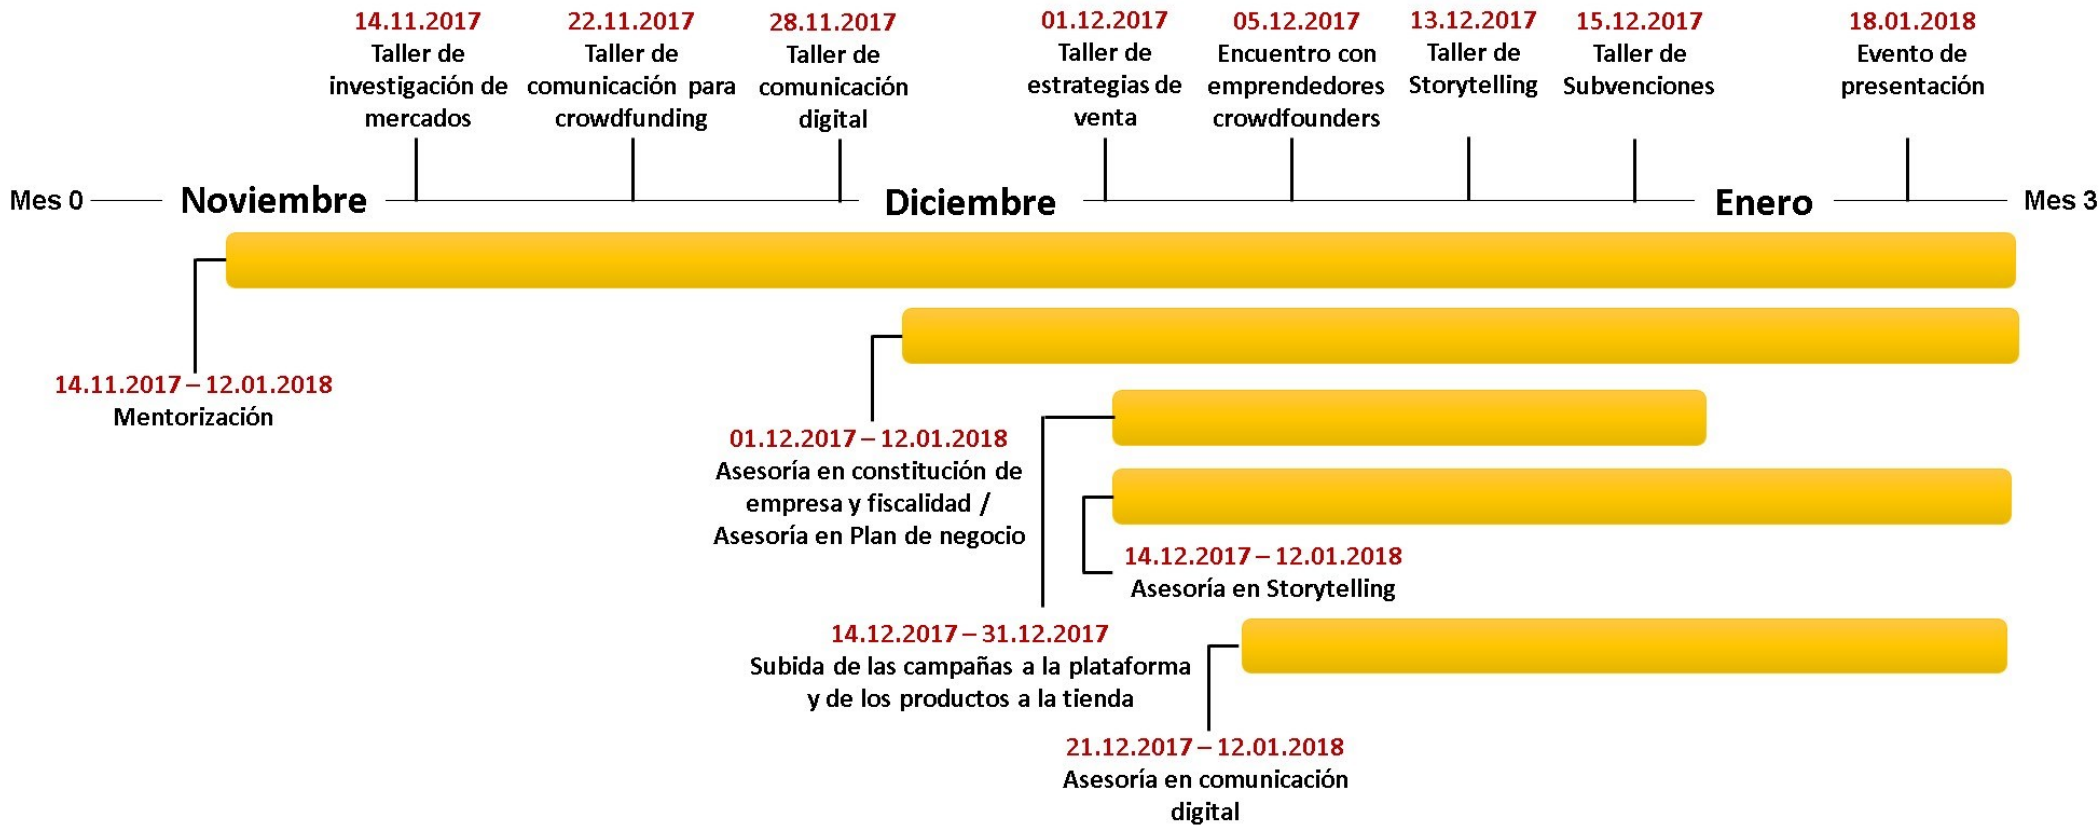 14.11.2017
Taller de
investigación de
mercados
22.11.2017
Taller de
comunicación para
crowdfunding
28.11.2017
Taller de
comunicación
digital
01.12.2017
Taller de
estrategias de
venta
05.12.2017
Encuentro con
emprendedores
crowdfounders
13.12.2017
Taller de
Storytelling
15.12.2017
Taller de
Subvenciones
18.01.2018
Evento de
presentación
Mes 0
Noviembre
Diciembre
Enero
Mes 3
14.11.2017 – 12.01.2018
Mentorización
01.12.2017 – 12.01.2018
Asesoría en constitución de
empresa y fiscalidad /
Asesoría en Plan de negocio
14.12.2017 – 12.01.2018
Asesoría en Storytelling
14.12.2017 – 31.12.2017
Subida de las campañas a la plataforma
y de los productos a la tienda
21.12.2017 – 12.01.2018
Asesoría en comunicación
digital